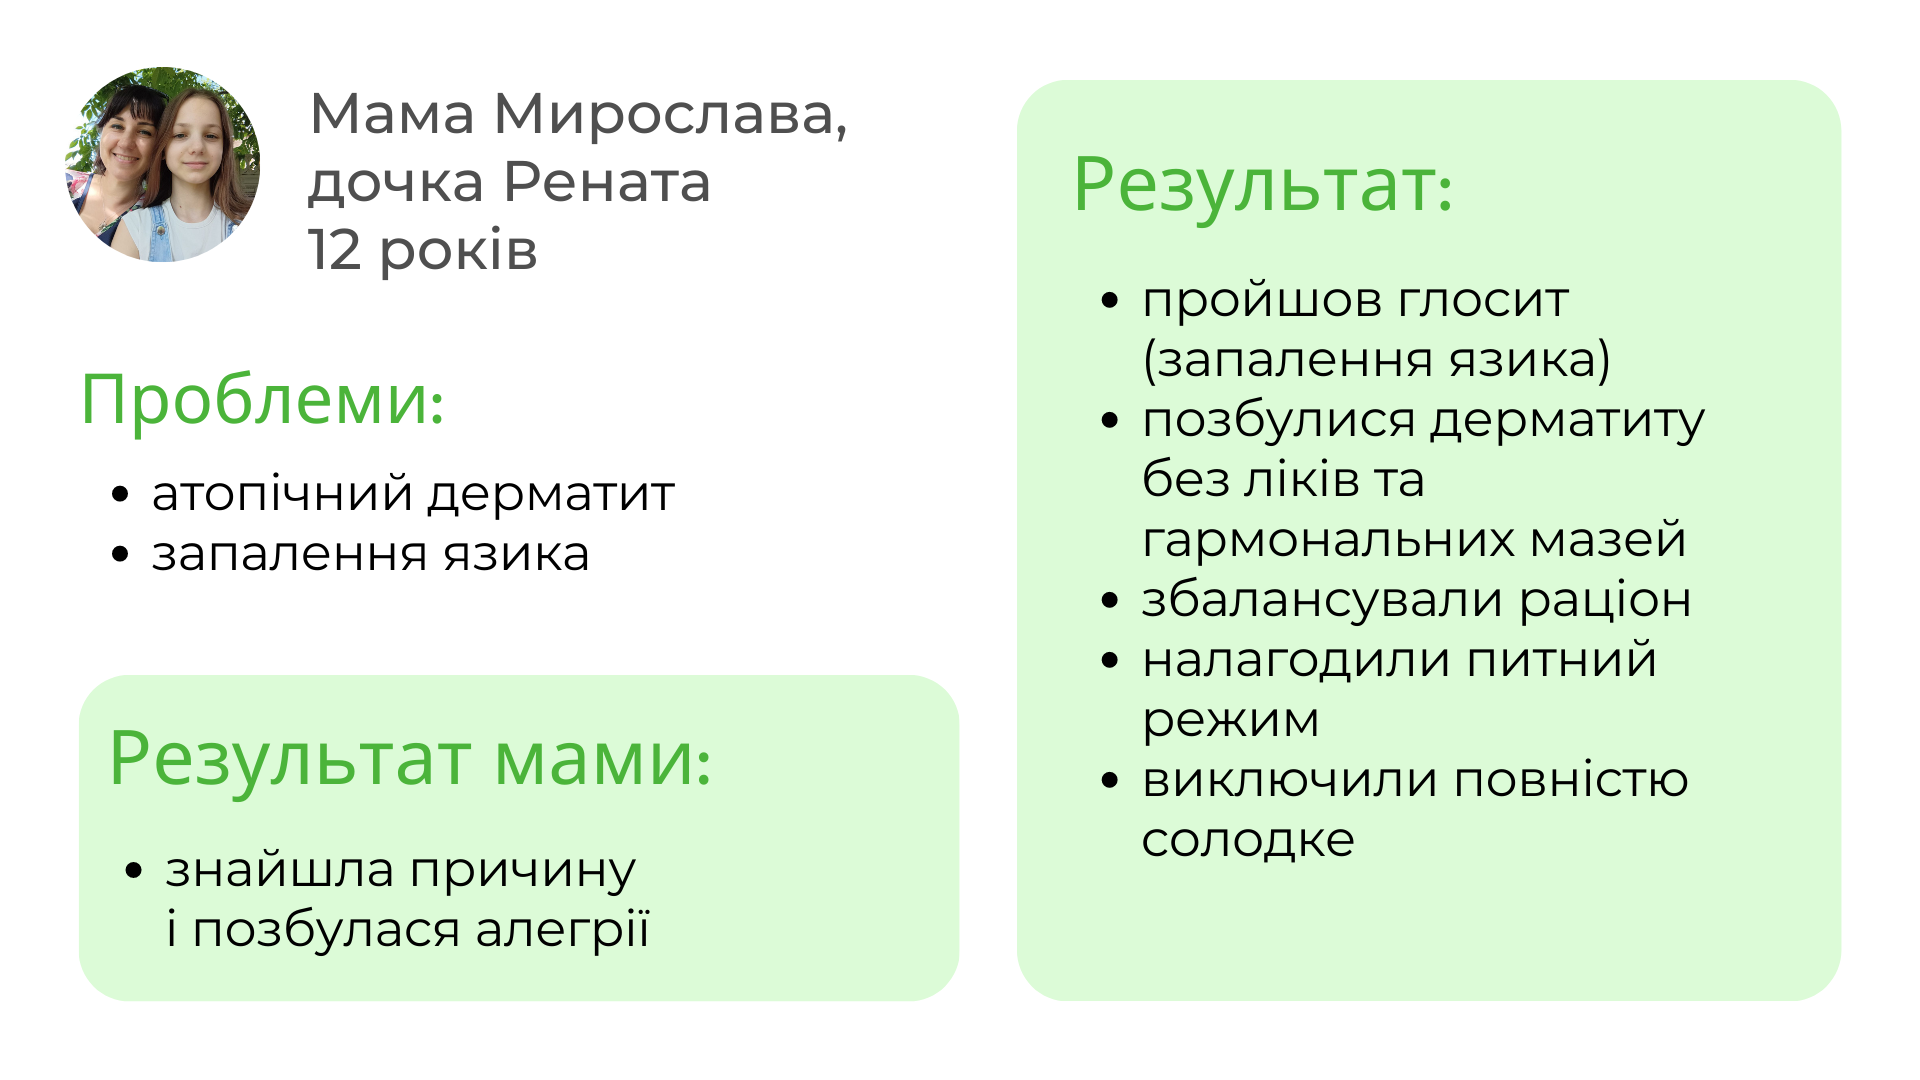 Мама Мирослава,
дочка Рената
12 років
Проблеми:
атопічний дерматит
запалення язика
Результат мами:
знайшла причину
і позбулася алегрії
Результат:
пройшов глосит
(запалення язика)
позбулися дерматиту
без ліків та
гармональних мазей
збалансували раціон
налагодили питний
режим
виключили повністю
солодке